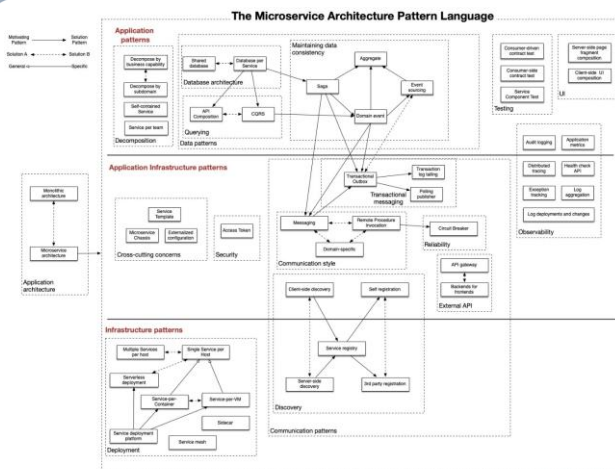 The Microservice Architecture Pattern Language
Motivating
Pattern
Solution
Pattern
Solution A
Solution B
General
Specific
Application
patterns
Decompose by
business capability
Decompose by
subdomain
Self-contained
Service
Service per team
Decomposition
Shared
database
Database per
Service
Database architecture
API
Composition
CQRS
Querying
Data patterns
Maintaining data
consistency
Aggregate
Saga
Event
sourcing
Domain event
Consumer-driven
contract test
Consumer-side
contract test
Service
Component Test
Testing
Server-side page
fragment
composition
Client-side UI
composition
UI
Application Infrastructure patterns
Monolithic
architecture
Microservice
architecture
Application
architecture
Service
Template
Microservice
Chassis
Externalized
configuration
Cross-cutting concerns
Access Token
Security
Transactional
Outbox
Transaction
log tailing
Polling
publisher
Transactional
messaging
Messaging
Remote Procedure
Invocation
Domain-specific
Communication style
Circuit Breaker
Reliability
API gateway
Backends for
frontends
External API
Audit logging
Application
metrics
Distributed
tracing
Health check
API
Exception
tracking
Log
aggregation
Log deployments and changes
Observability
Client-side discovery
Self registration
Service registry
Server-side
discovery
3rd party registration
Discovery
Communication patterns
Infrastructure patterns
Multiple Services
per host
Single Service per
Host
Serverless
deployment
Service-per-
Container
Service-per-VM
Service deployment
platform
Sidecar
Service mesh
Deployment